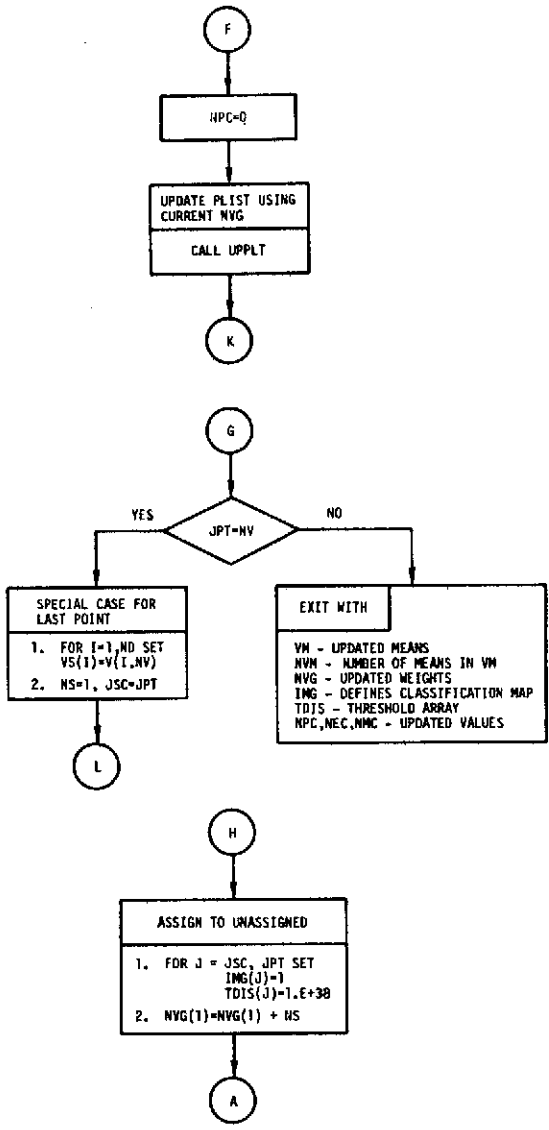 F
NPC=0
UPDATE PLIST USING
CURRENT NVG
CALL UPPLT
K
G
YES
NO
JPT=NV
SPECIAL CASE FOR
LAST POINT
1. FOR I=1,ND SET
VS(I)=V(I,NV)
2. NS=1, JSC=JPT
L
EXIT WITH
VM - UPDATED MEANS
NVM - NUMBER OF MEANS IN VM
NVG - UPDATED WEIGHTS
IMG - DEFINES CLASSIFICATION MAP
TDIS - THRESHOLD ARRAY
NPC,NEC,NMC - UPDATED VALUES
H
ASSIGN TO UNASSIGNED
1. FOR J = JSC, JPT SET
IMG(J)=1
TDIS(J)=1.E+38
2. NVG(1)=NVG(1) + NS
A